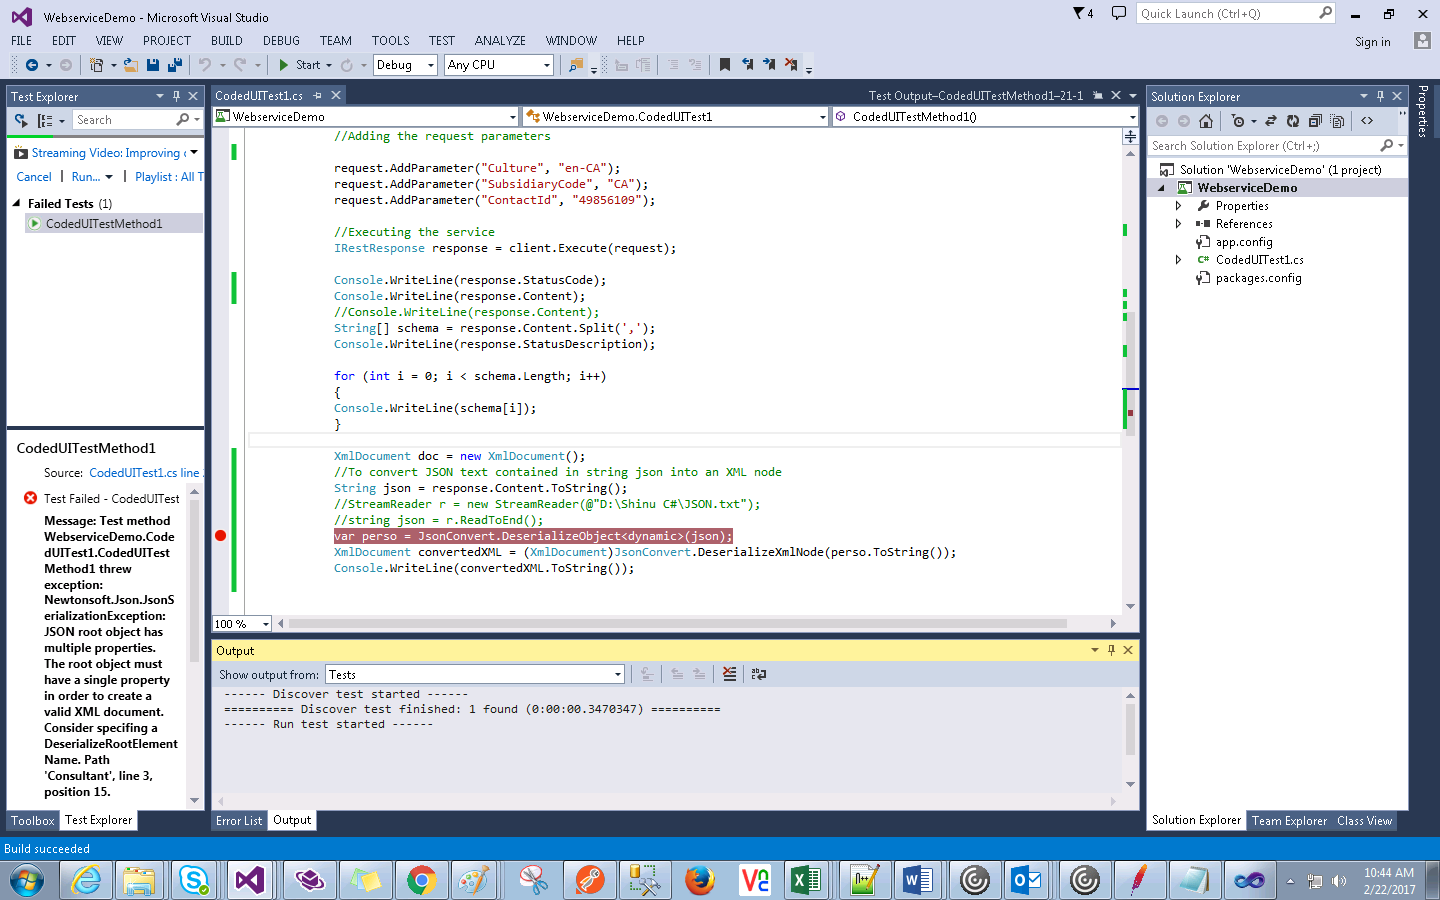 WebserviceDemo - Microsoft Visual Studio
4
Quick Launch (Ctrl+Q)
FILE EDIT VIEW PROJECT BUILD DEBUG TEAM TOOLS TEST ANALYZE WINDOW HELP
Sign in
Start
Debug
Any CPU
Test Explorer
Search
Streaming Video: Improving
Cancel | Run... | Playlist : All T
Failed Tests (1)
CodedUITestMethod1
CodedUITestMethod1
Source: CodedUITest1.cs line
Test Failed - CodedUITest
Message: Test method
WebserviceDemo.Code
dUITest1.CodedUITest
Method1 threw
exception:
Newtonsoft.Json.JsonS
erializationException:
JSON root object has
multiple properties.
The root object must
have a single property
in order to create a
valid XML document.
Consider specifing a
DeserializeRootElement
Name. Path
'Consultant', line 3,
position 15.
Toolbox
Test Explorer
CodedUITest1.cs
Test Output–CodedUITestMethod1–21-1
WebserviceDemo
WebserviceDemo.CodedUITest1
CodedUITestMethod1()
//Adding the request parameters
request.AddParameter("Culture", "en-CA");
request.AddParameter("SubsidiaryCode", "CA");
request.AddParameter("ContactId", "49856109");
//Executing the service
IRestResponse response = client.Execute(request);
Console.WriteLine(response.StatusCode);
Console.WriteLine(response.Content);
//Console.WriteLine(response.Content);
String[] schema = response.Content.Split(',');
Console.WriteLine(response.StatusDescription);
for (int i = 0; i < schema.Length; i++)
{
Console.WriteLine(schema[i]);
}
XmlDocument doc = new XmlDocument();
//To convert JSON text contained in string json into an XML node
String json = response.Content.ToString();
//StreamReader r = new StreamReader(@"D:\Shinu C#\JSON.txt");
//string json = r.ReadToEnd();
var perso = JsonConvert.DeserializeObject<dynamic>(json);
XmlDocument convertedXML = (XmlDocument)JsonConvert.DeserializeXmlNode(perso.ToString());
Console.WriteLine(convertedXML.ToString());
100 %
Output
Show output from: Tests
------ Discover test started ------
========== Discover test finished: 1 found (0:00:00.3470347) ==========
------ Run test started ------
Error List
Output
Solution Explorer
Search Solution Explorer (Ctrl+;)
Solution 'WebserviceDemo' (1 project)
WebserviceDemo
Properties
References
app.config
C# CodedUITest1.cs
packages.config
Solution Explorer
Team Explorer
Class View
Properties
Build succeeded
10:44 AM
2/22/2017